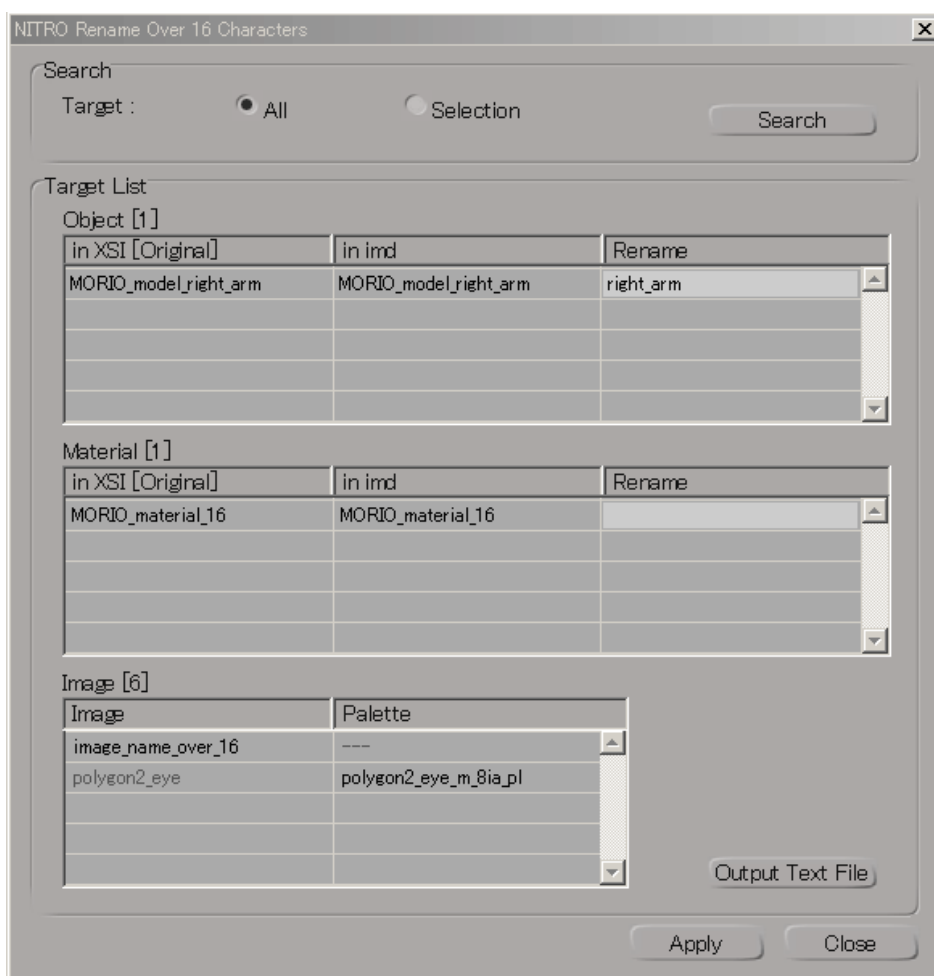 NITRO Rename Over 16 Characters
Search
Target : All Selection Search
Target List
Object [1]
in XSI [Original] in imd Rename
MORIO_model_right_arm MORIO_model_right_arm right_arm
Material [1]
in XSI [Original] in imd Rename
MORIO_material_16 MORIO_material_16
Image [6]
Image Palette
image_name_over_16 ---
polygon2_eye polygon2_eye_m_8ia_pl
Output Text File
Apply Close